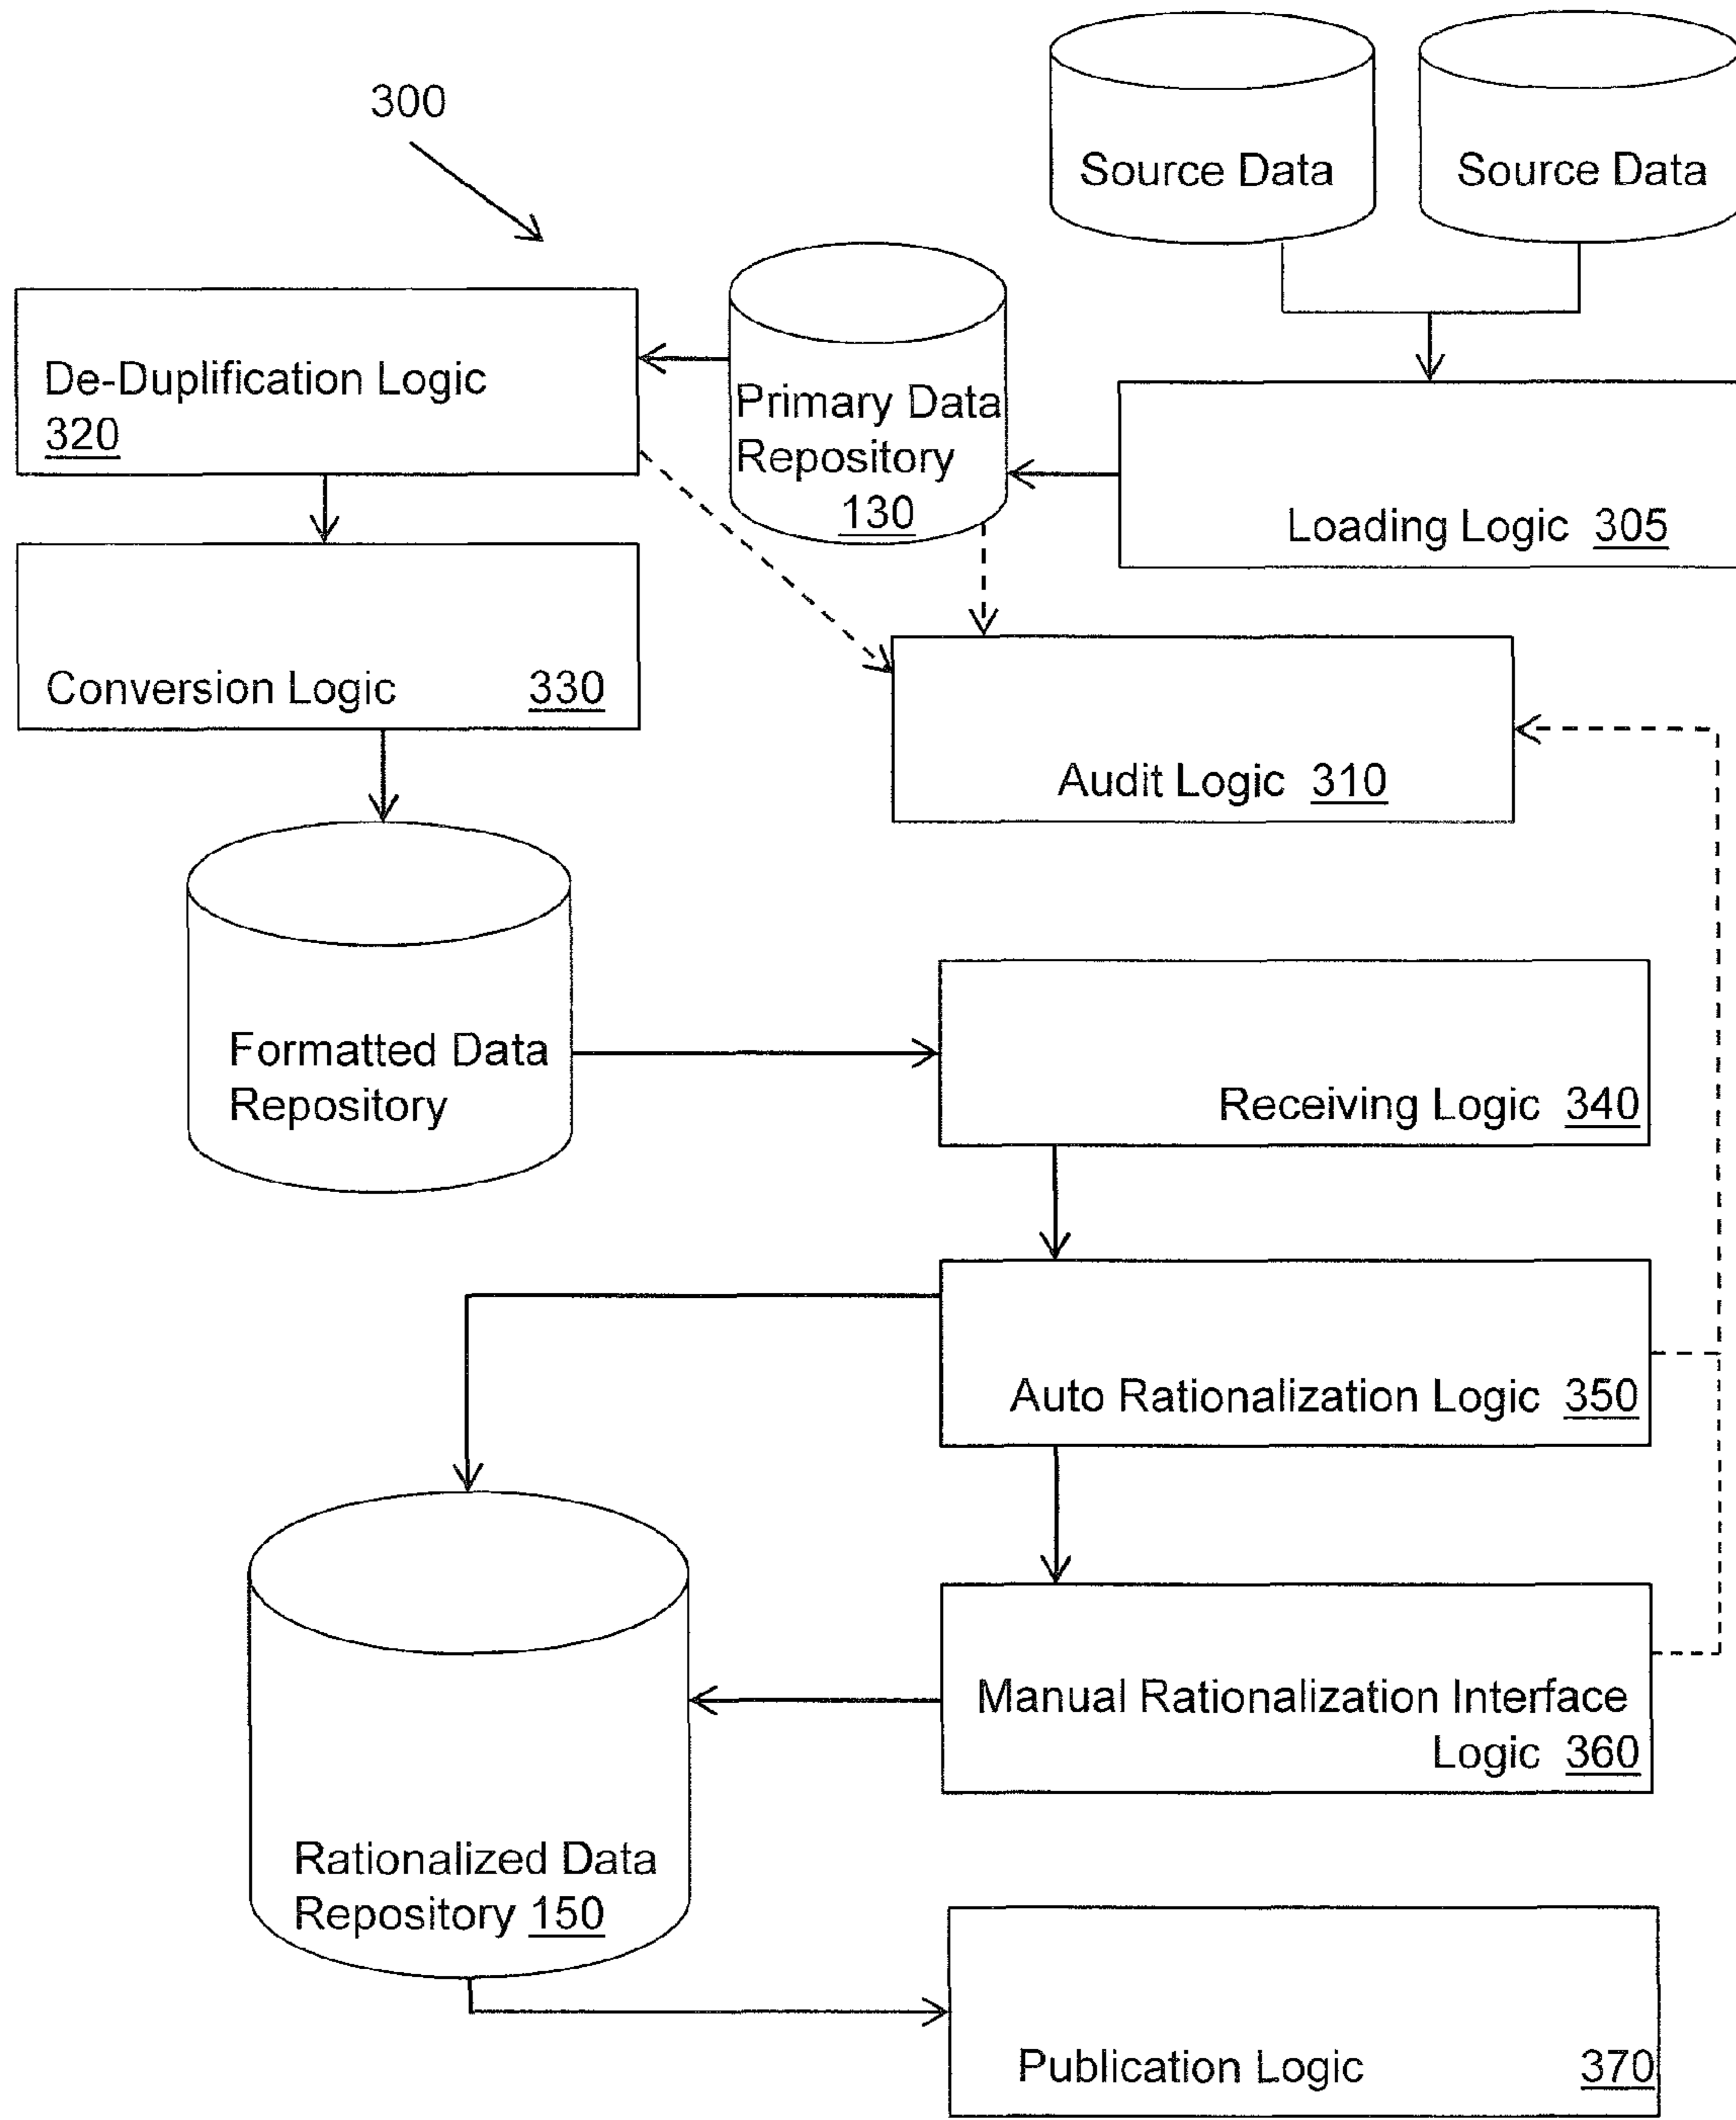 300
Source Data
Source Data
De-Duplification Logic
320
Primary Data
Repository
130
Loading Logic 305
Conversion Logic 330
Audit Logic 310
Formatted Data
Repository
Receiving Logic 340
Auto Rationalization Logic 350
Manual Rationalization Interface
Logic 360
Rationalized Data
Repository 150
Publication Logic 370